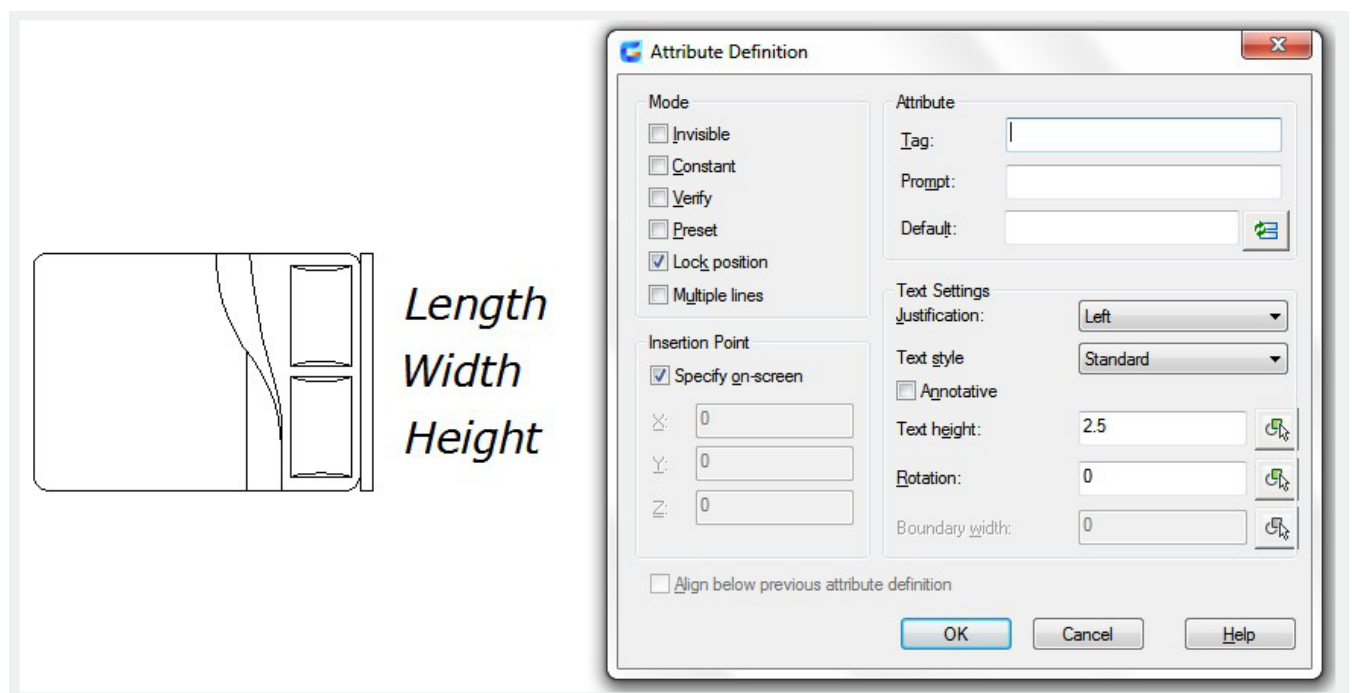 Length
Width
Height
Attribute Definition
Mode
Invisible
Constant
Verify
Preset
Lock position
Multiple lines
Insertion Point
Specify on-screen
X: 0
Y: 0
Z: 0
Attribute
Tag:
Prompt:
Default:
Text Settings
Justification: Left
Text style Standard
Annotative
Text height: 2.5
Rotation: 0
Boundary width: 0
Align below previous attribute definition
OK Cancel Help